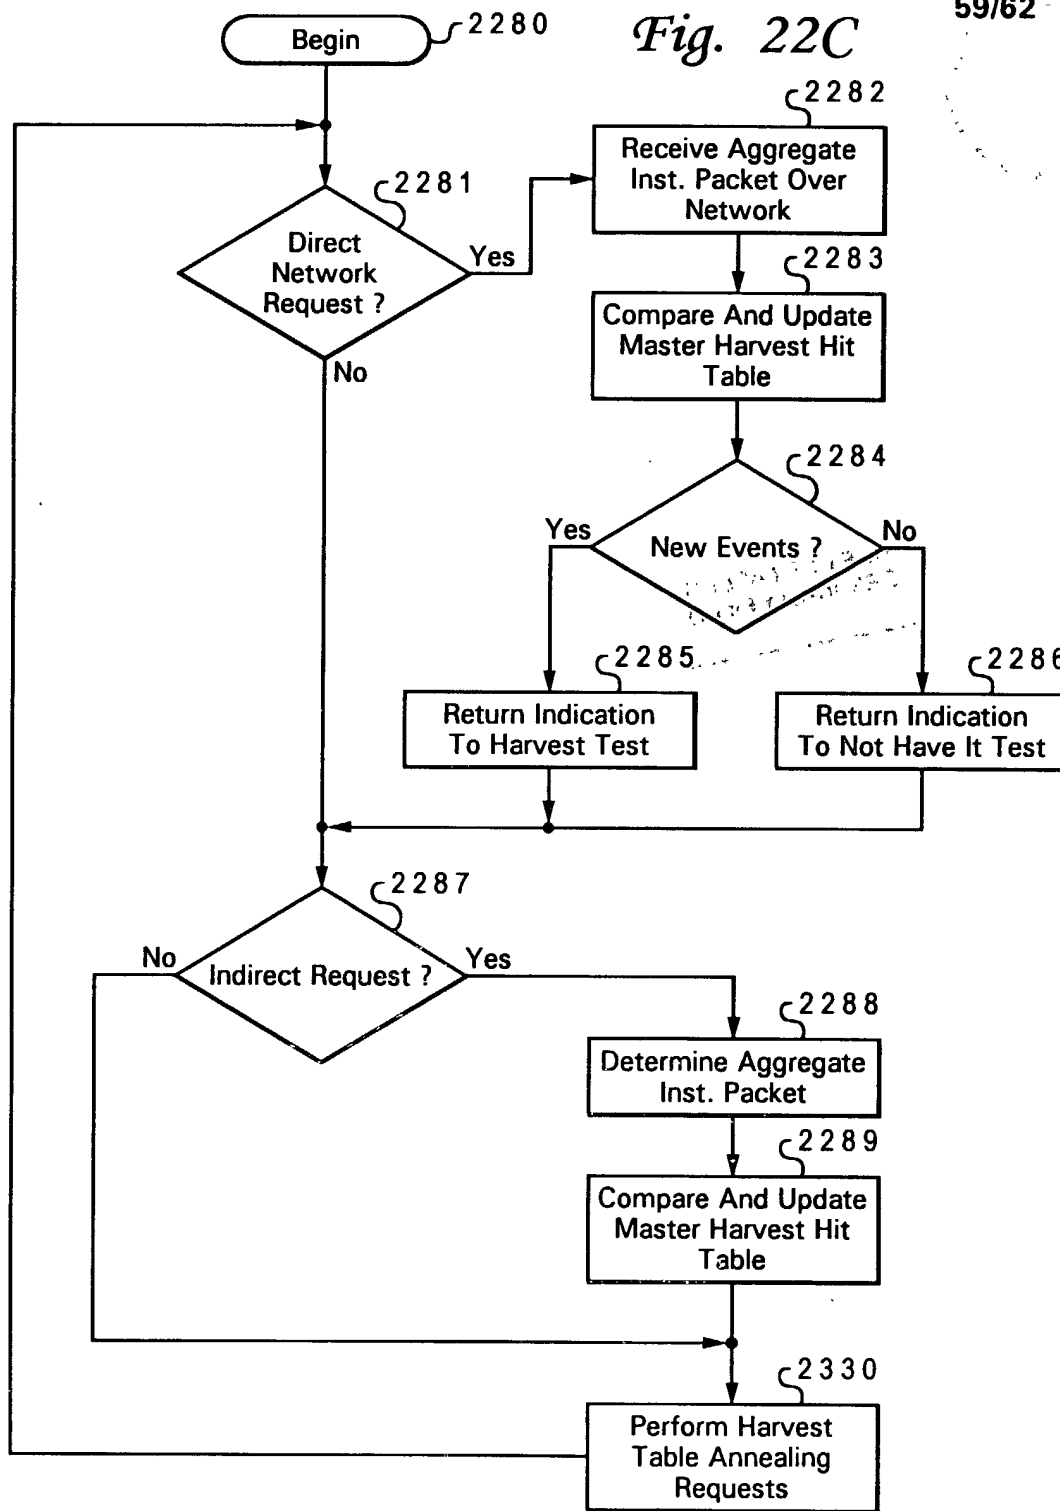 59/62
Fig. 22C
Begin
2280
2281
Direct
Network
Request ?
Yes
No
2282
Receive Aggregate
Inst. Packet Over
Network
2283
Compare And Update
Master Harvest Hit
Table
2284
New Events ?
Yes
No
2285
Return Indication
To Harvest Test
2286
Return Indication
To Not Have It Test
2287
Indirect Request ?
No
Yes
2288
Determine Aggregate
Inst. Packet
2289
Compare And Update
Master Harvest Hit
Table
2330
Perform Harvest
Table Annealing
Requests